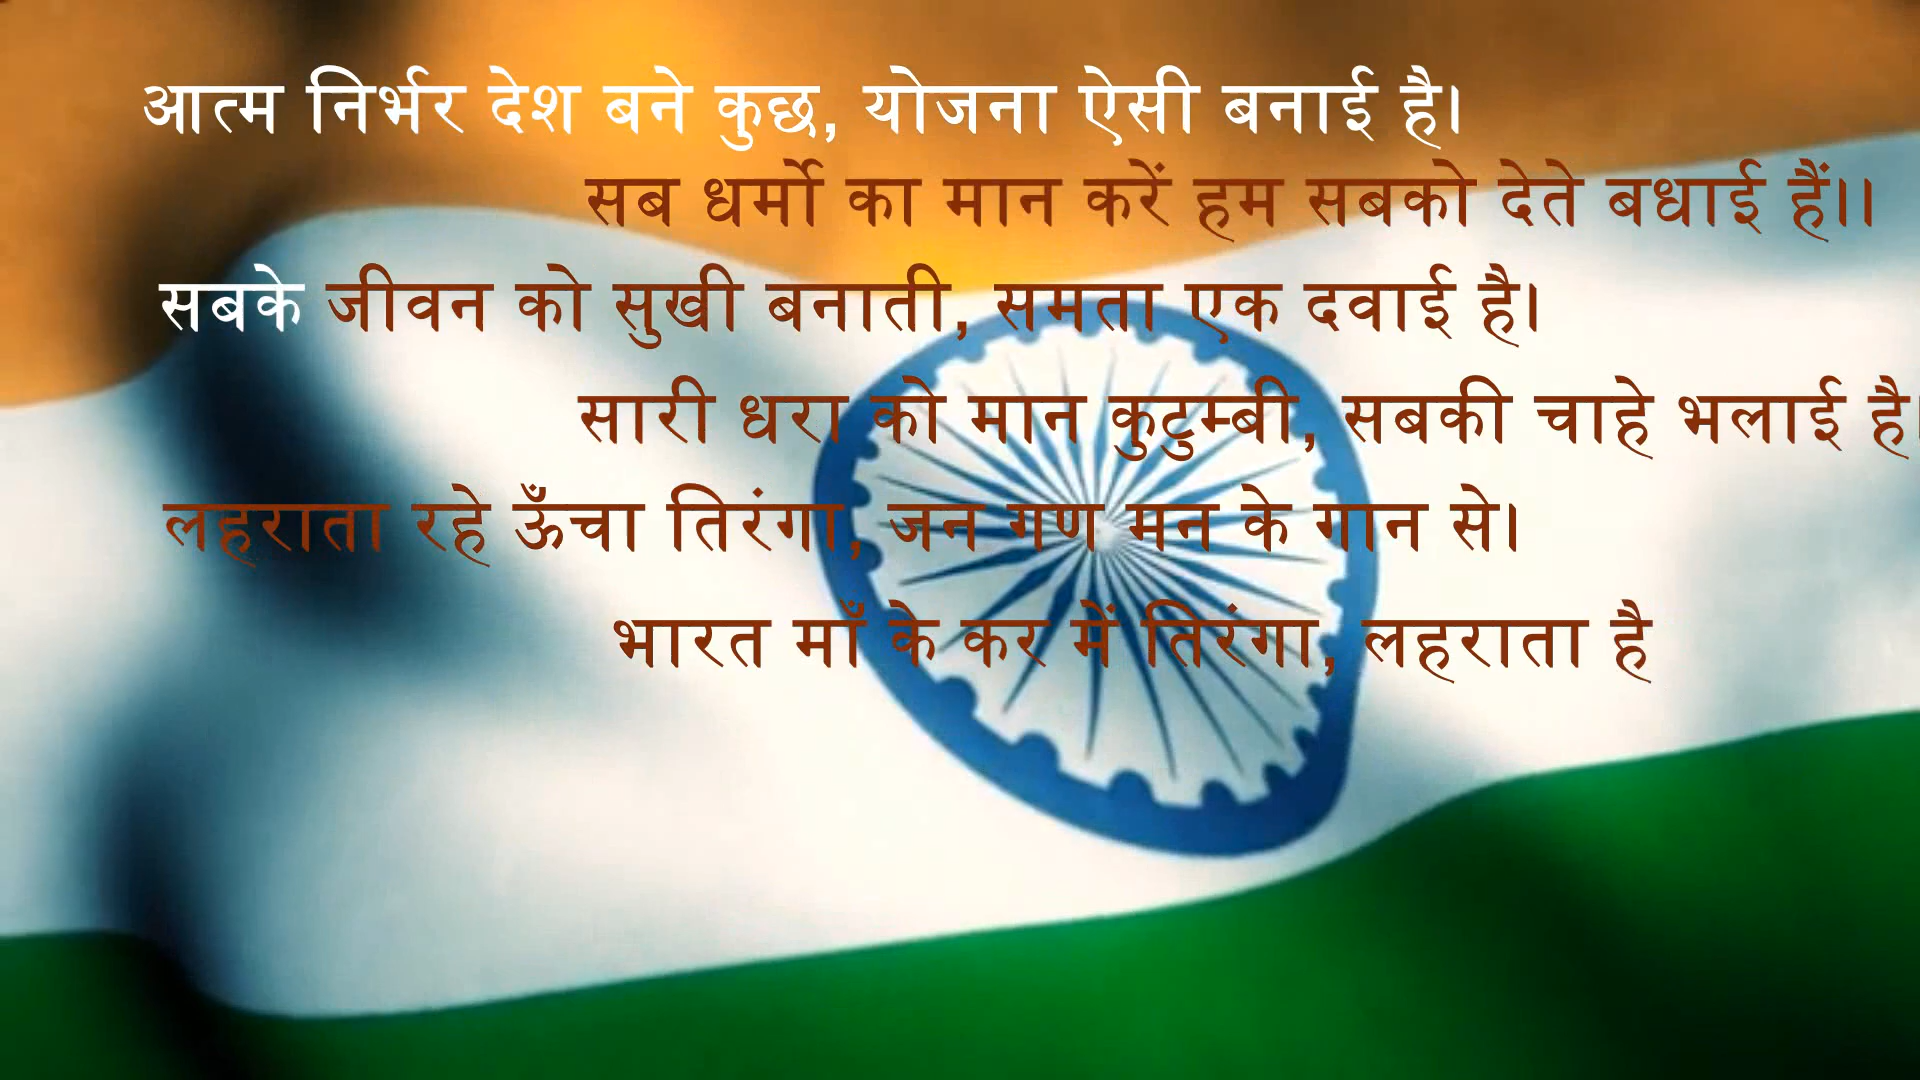 आत्म निर्भर देश बने कुछ, योजना ऐसी बनाई है।
सब धर्मो का मान करें हम सबको देते बधाई हैं।।
सबके जीवन को सुखी बनाती, समता एक दवाई है।
सारी धरा को मान कुटुम्बी, सबकी चाहे भलाई है।
लहराता रहे ऊँचा तिरंगा, जन गण मन के गान से।
भारत माँ के कर में तिरंगा, लहराता है